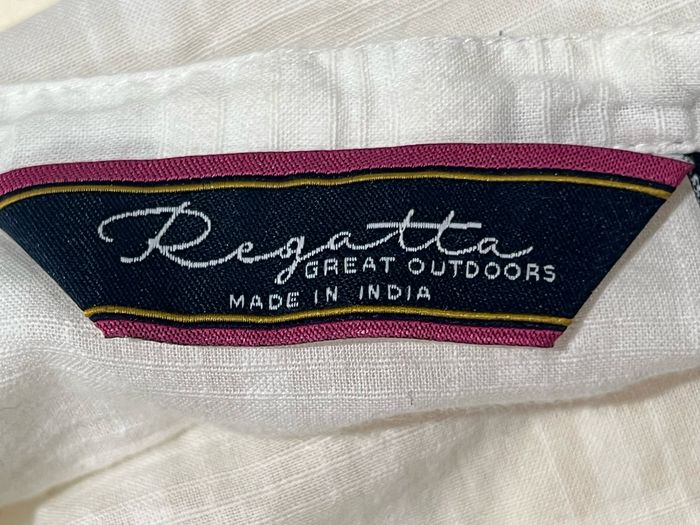 Regatta
GREAT OUTDOORS
MADE IN INDIA